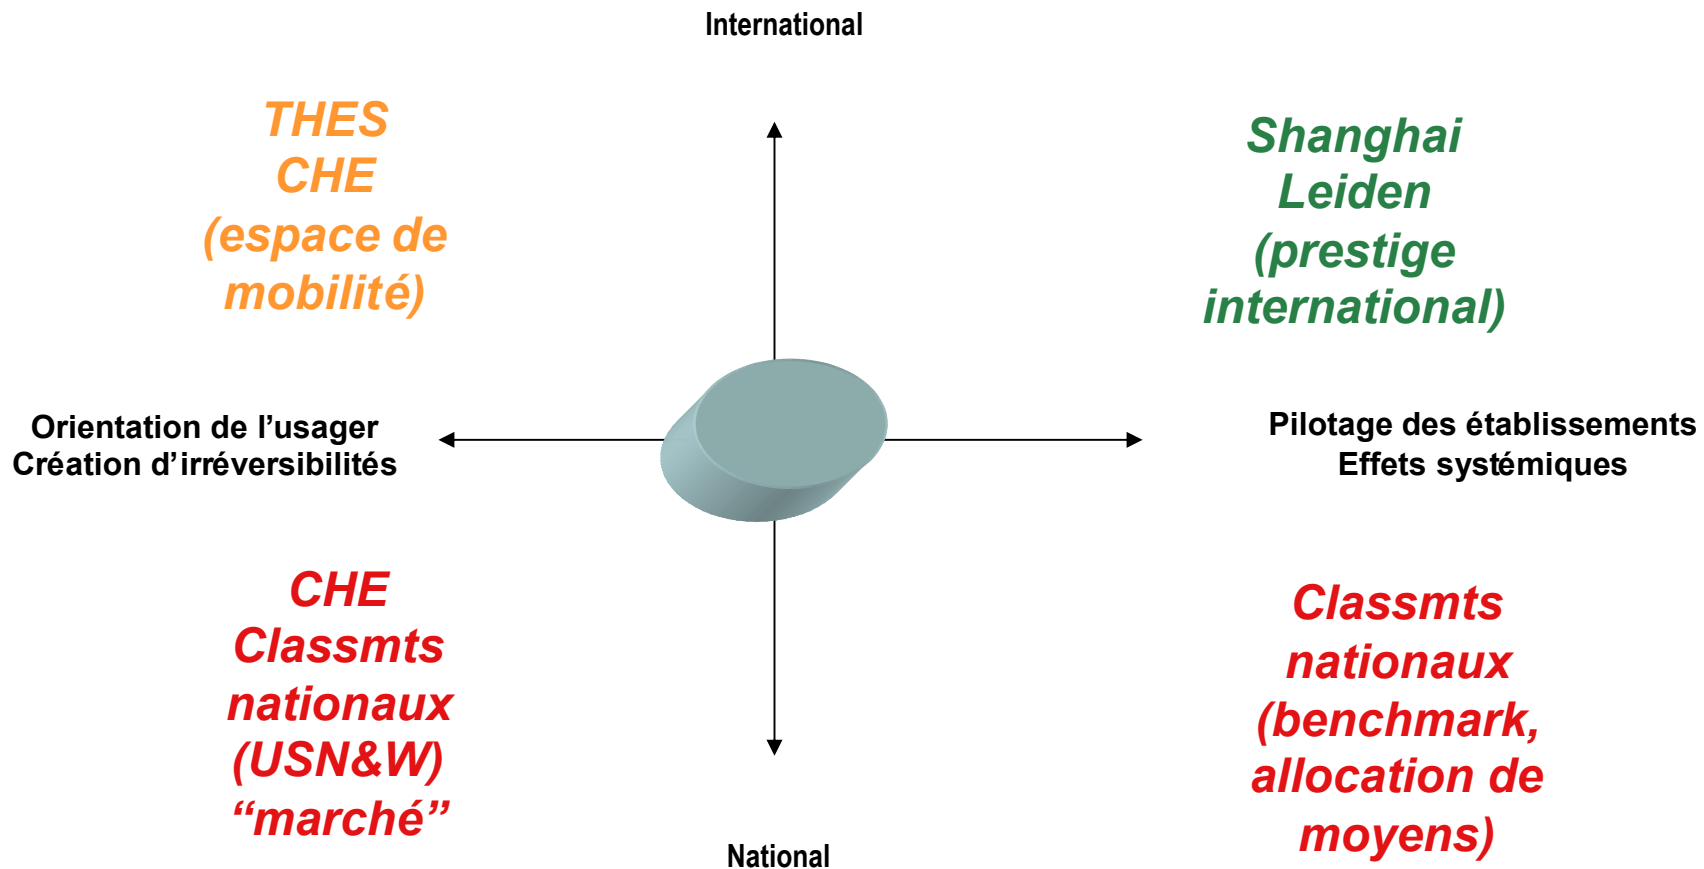 International
THES
CHE
(espace de
mobilité)
Shanghai
Leiden
(prestige
international)
Orientation de l’usager
Création d’irréversibilités
Pilotage des établissements
Effets systémiques
CHE
Classmts
nationaux
(USN&W)
“marché”
Classmts
nationaux
(benchmark,
allocation de
moyens)
National